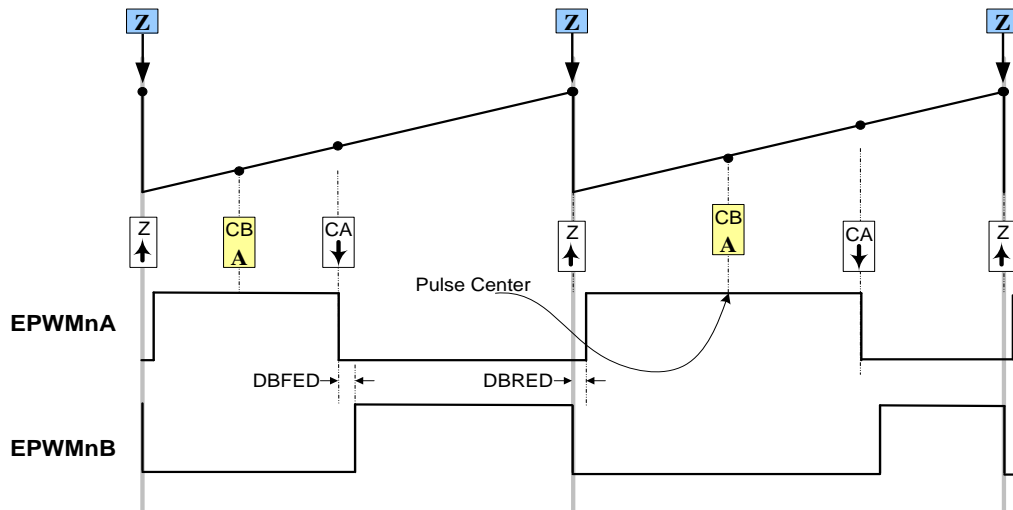 Z Z Z
Z CB A CA Z CB A CA Z
Pulse Center
EPWMnA
DBFED DBRED
EPWMnB